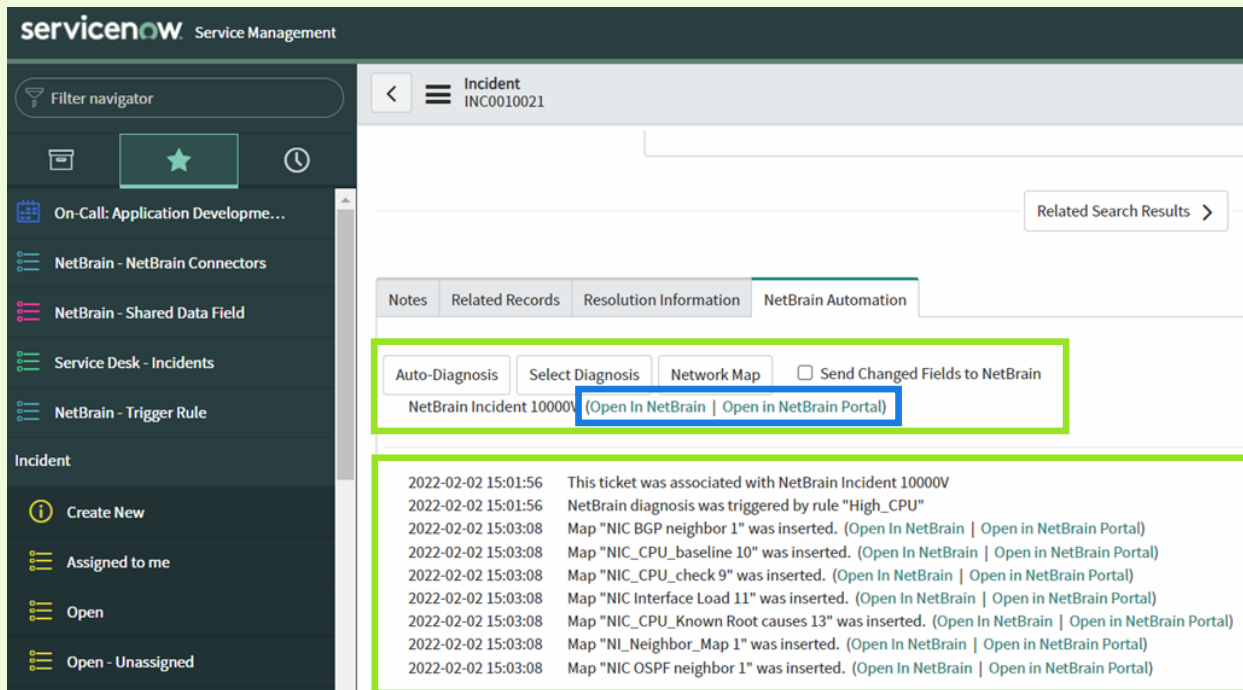 servicenow. Service Management
Filter navigator
On-Call: Application Developme...
NetBrain - NetBrain Connectors
NetBrain - Shared Data Field
Service Desk - Incidents
NetBrain - Trigger Rule
Incident
Create New
Assigned to me
Open
Open - Unassigned
Incident
INC0010021
Related Search Results
Notes Related Records Resolution Information NetBrain Automation
Auto-Diagnosis Select Diagnosis Network Map Send Changed Fields to NetBrain
NetBrain Incident 10000V (Open In NetBrain | Open in NetBrain Portal)
2022-02-02 15:01:56 This ticket was associated with NetBrain Incident 10000V
2022-02-02 15:01:56 NetBrain diagnosis was triggered by rule "High_CPU"
2022-02-02 15:03:08 Map "NIC BGP neighbor 1" was inserted. (Open In NetBrain | Open in NetBrain Portal)
2022-02-02 15:03:08 Map "NIC_CPU_baseline 10" was inserted. (Open In NetBrain | Open in NetBrain Portal)
2022-02-02 15:03:08 Map "NIC_CPU_check 9" was inserted. (Open In NetBrain | Open in NetBrain Portal)
2022-02-02 15:03:08 Map "NIC Interface Load 11" was inserted. (Open In NetBrain | Open in NetBrain Portal)
2022-02-02 15:03:08 Map "NIC_CPU_Known Root causes 13" was inserted. (Open In NetBrain | Open in NetBrain Portal)
2022-02-02 15:03:08 Map "NI_Neighbor_Map 1" was inserted. (Open In NetBrain | Open in NetBrain Portal)
2022-02-02 15:03:08 Map "NIC OSPF neighbor 1" was inserted. (Open In NetBrain | Open in NetBrain Portal)